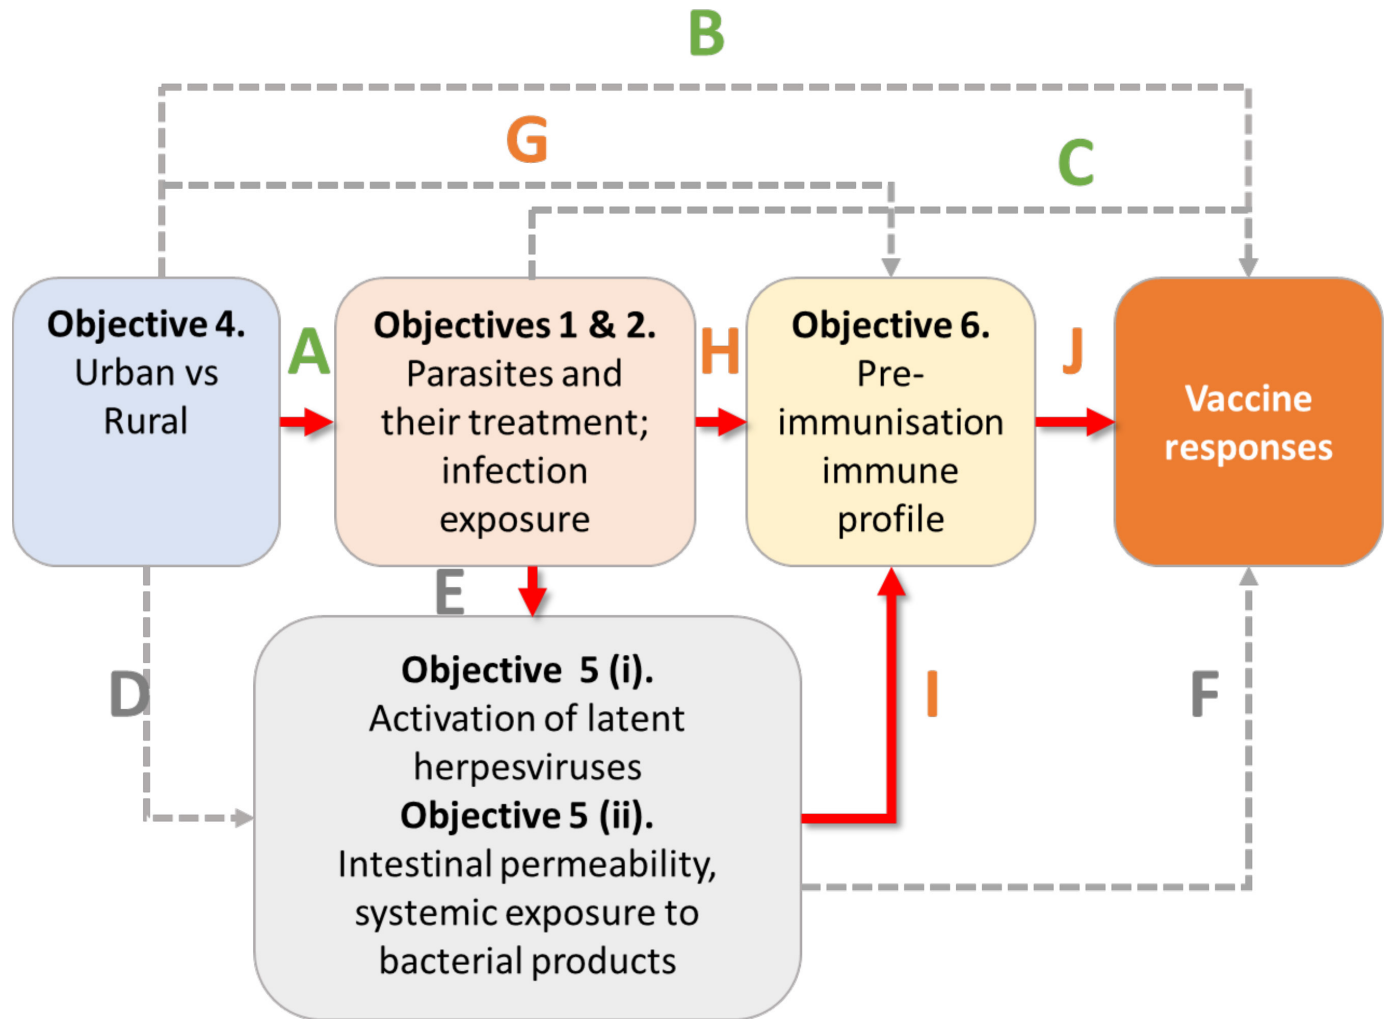 B
G
C
Objective 4.
Urban vs
Rural
A
Objectives 1 & 2.
Parasites and
their treatment;
infection
exposure
H
Objective 6.
Pre-
immunisation
immune
profile
J
Vaccine
responses
E
D
Objective 5 (i).
Activation of latent
herpesviruses
Objective 5 (ii).
Intestinal permeability,
systemic exposure to
bacterial products
I
F